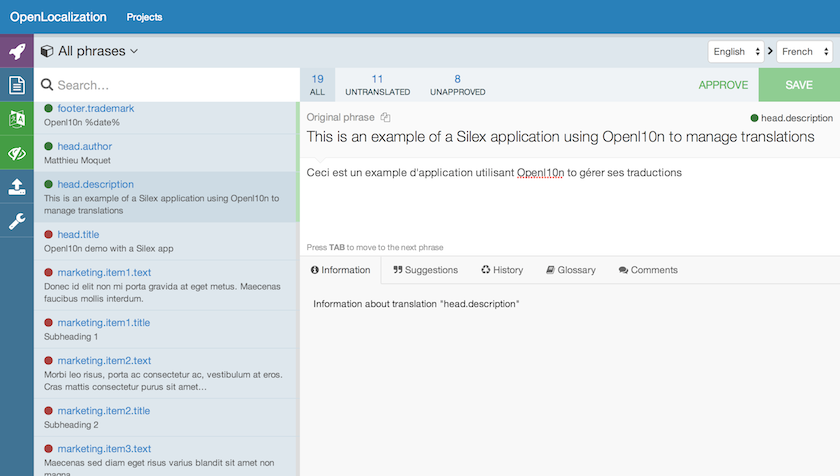 OpenLocalization Projects
All phrases
English French
Search...
19 11 8
ALL UNTRANSLATED UNAPPROVED
APPROVE SAVE
footer.trademark
Openl10n %date%
head.author
Matthieu Moquet
head.description
This is an example of a Silex application using Openl10n to
manage translations
head.title
Openl10n demo with a Silex app
marketing.item1.text
Donec id elit non mi porta gravida at eget metus. Maecenas
faucibus mollis interdum.
marketing.item1.title
Subheading 1
marketing.item2.text
Morbi leo risus, porta ac consectetur ac, vestibulum at eros.
Cras mattis consectetur purus sit amet...
marketing.item2.title
Subheading 2
marketing.item3.text
Maecenas sed diam eget risus varius blandit sit amet non
magna
Original phrase head.description
This is an example of a Silex application using Openl10n to manage translations
Ceci est un example d'application utilisant Openl10n to gérer ses traductions
Press TAB to move to the next phrase
Information Suggestions History Glossary Comments
Information about translation "head.description"